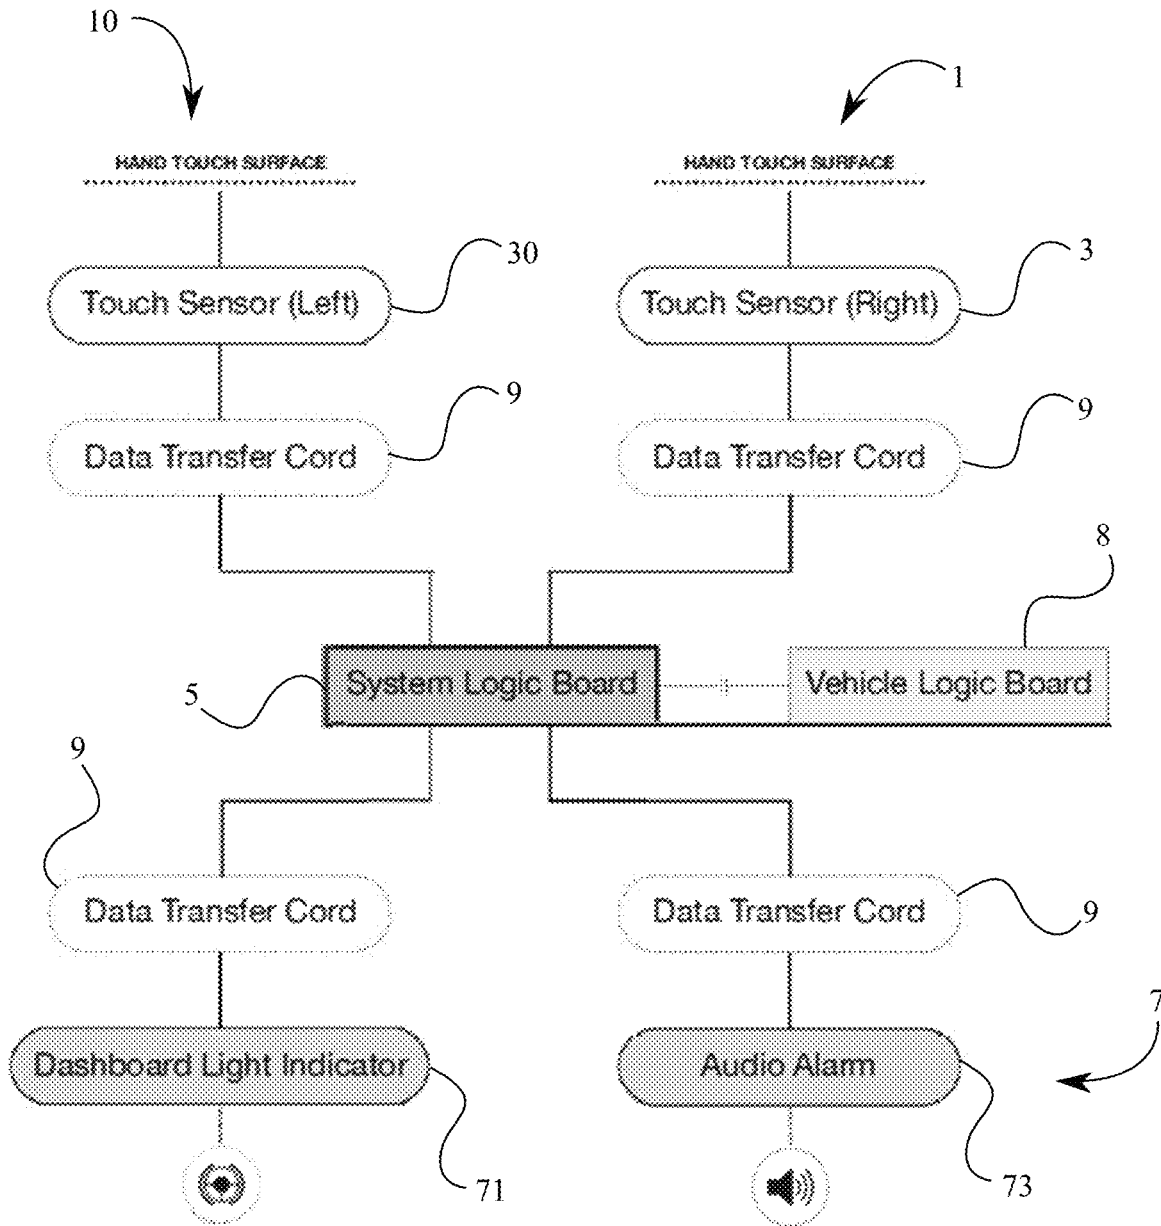 10
1
HAND TOUCH SURFACE
HAND TOUCH SURFACE
30
3
Touch Sensor (Left)
Touch Sensor (Right)
9
9
Data Transfer Cord
Data Transfer Cord
8
5
System Logic Board
Vehicle Logic Board
9
Data Transfer Cord
Data Transfer Cord
9
7
Dashboard Light Indicator
Audio Alarm
71
73